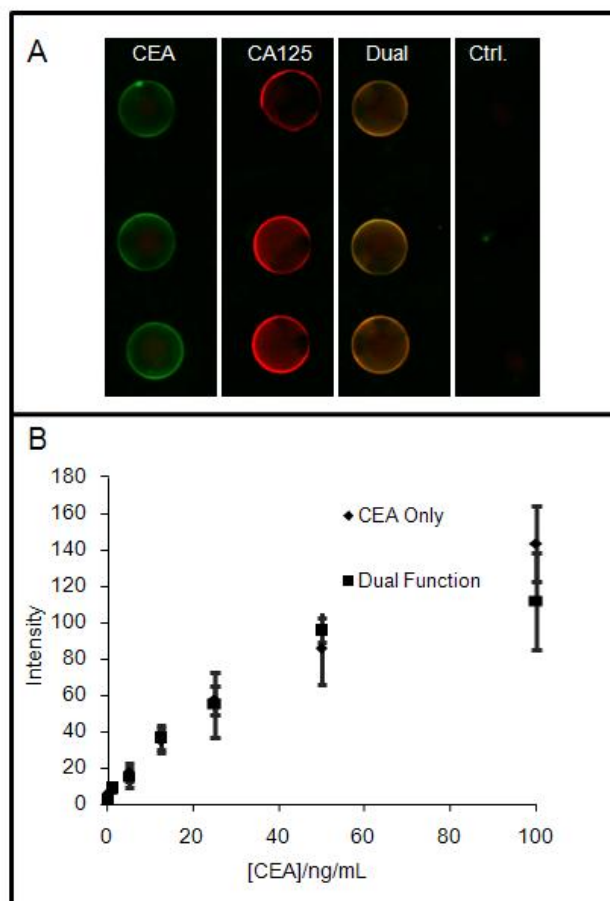 A
CEA CA125 Dual Ctrl.
B
180
160
140
120
100
80
60
40
20
0
Intensity
CEA Only
Dual Function
0 20 40 60 80 100
[CEA]/ng/mL